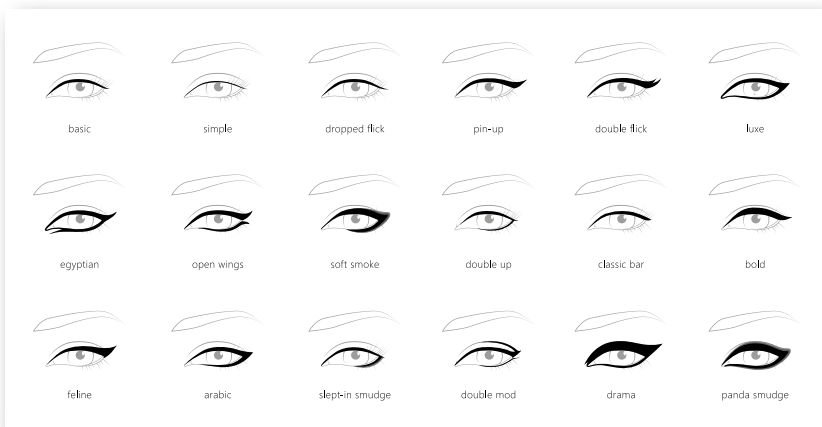 basic
simple
dropped flick
pin-up
double flick
luxe
egyptian
open wings
soft smoke
double up
classic bar
bold
feline
arabic
slept-in smudge
double mod
drama
panda smudge